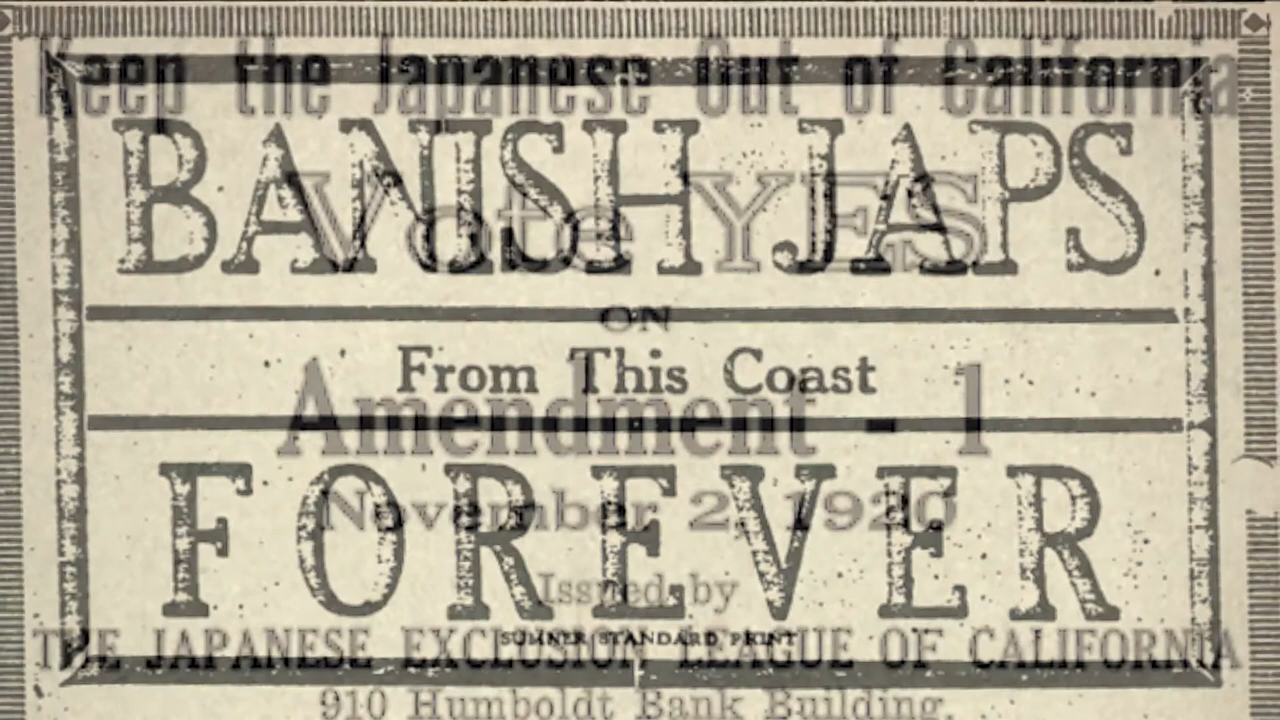 Keep the Japanese Out of California
BANISH JAPS
Vote YES
ON
From This Coast
Amendment - 1
FOREVER
November 2, 1920
Issued by
SUMNER STANDARD PRINT
THE JAPANESE EXCLUSION LEAGUE OF CALIFORNIA
910 Humboldt Bank Building.